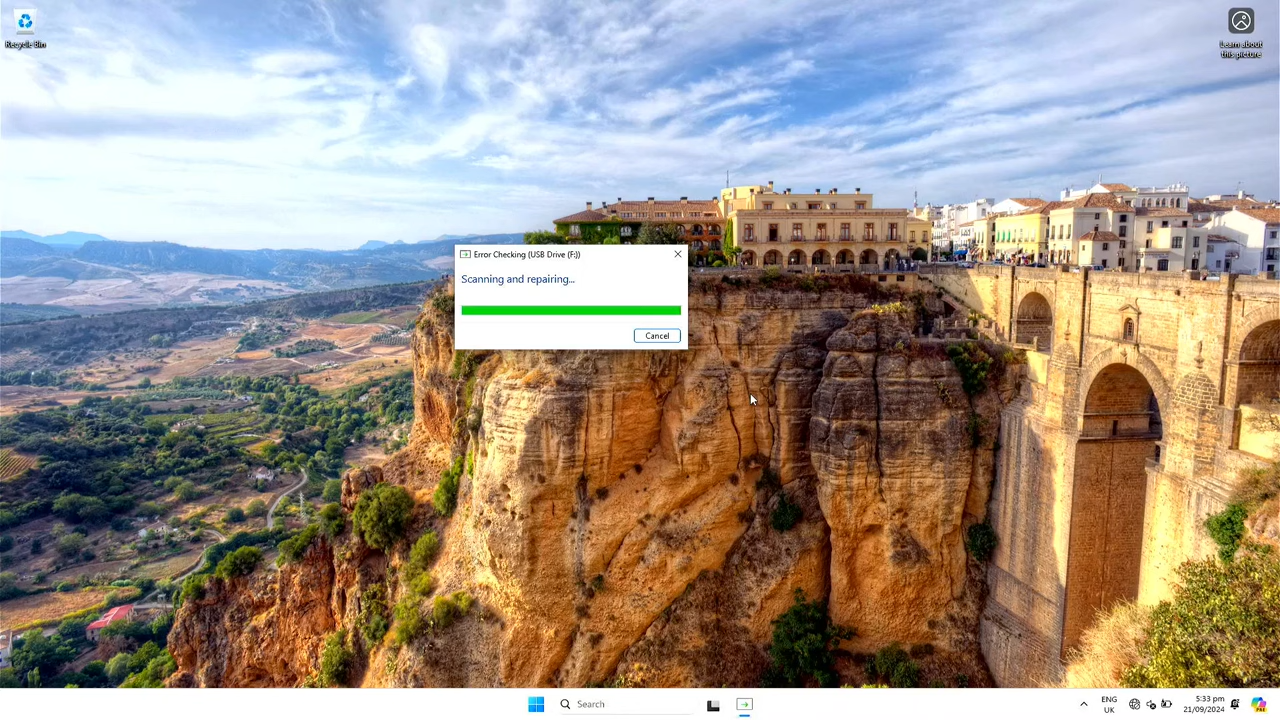 Recycle Bin
Learn about
this picture
Error Checking (USB Drive (F:))
Scanning and repairing...
Cancel
Search
ENG
UK
5:33 pm
21/09/2024
PRE